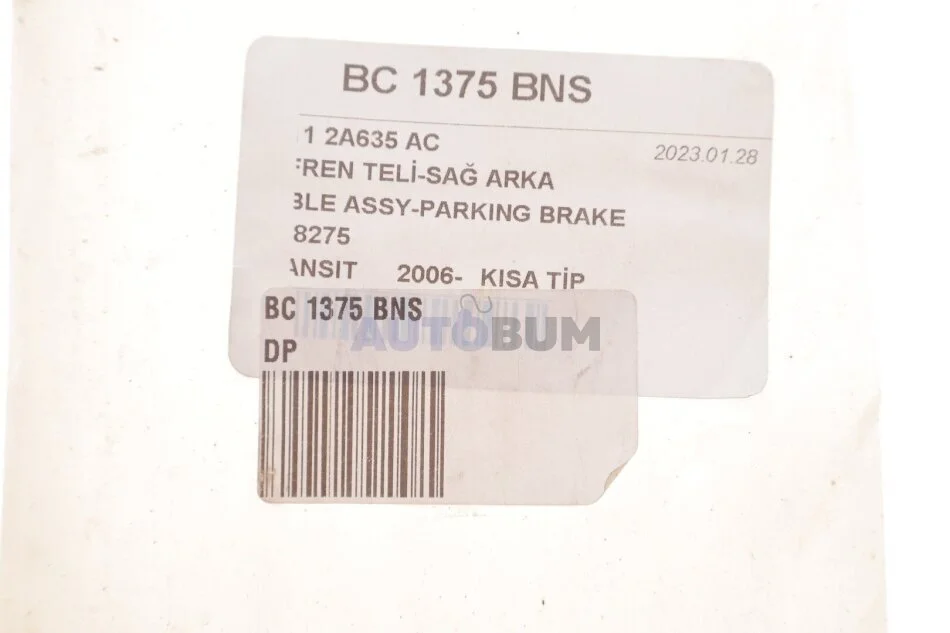 BC 1375 BNS
1 2A635 AC
2023.01.28
FREN TELİ-SAĞ ARKA
BLE ASSY-PARKING BRAKE
8275
ANSIT 2006- KISA TİP
BC 1375 BNS
AUTOBUM
DP